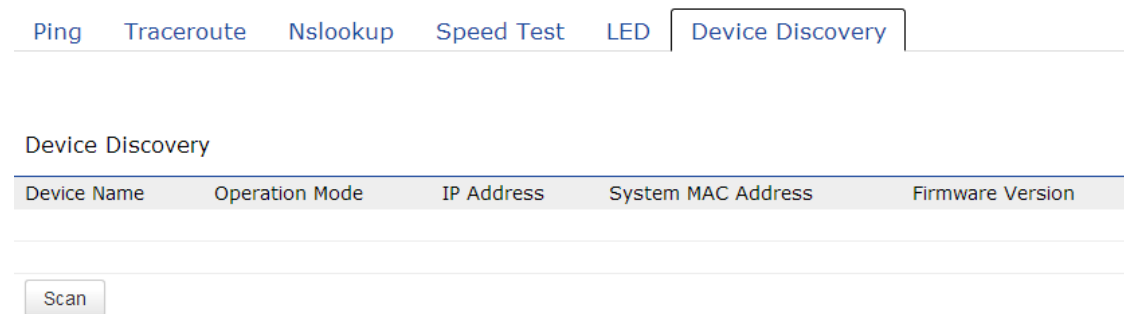 Ping Traceroute Nslookup Speed Test LED Device Discovery
Device Discovery
Device Name Operation Mode IP Address System MAC Address Firmware Version
Scan